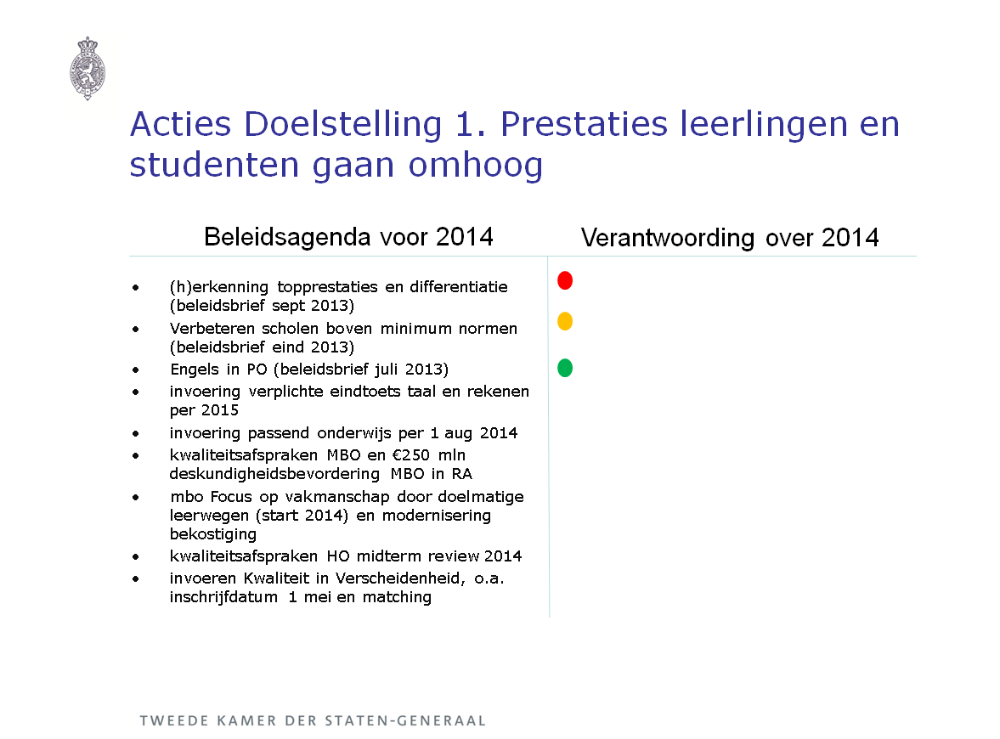 Acties Doelstelling 1. Prestaties leerlingen en
studenten gaan omhoog
Beleidsagenda voor 2014
Verantwoording over 2014
• (h)erkenning topprestaties en differentiatie
(beleidsbrief sept 2013)
• Verbeteren scholen boven minimum normen
(beleidsbrief eind 2013)
• Engels in PO (beleidsbrief juli 2013)
• invoering verplichte eindtoets taal en rekenen
per 2015
• invoering passend onderwijs per 1 aug 2014
• kwaliteitsafspraken MBO en €250 mln
deskundigheidsbevordering MBO in RA
• mbo Focus op vakmanschap door doelmatige
leerwegen (start 2014) en modernisering
bekostiging
• kwaliteitsafspraken HO midterm review 2014
• invoeren Kwaliteit in Verscheidenheid, o.a.
inschrijfdatum 1 mei en matching
TWEEDE KAMER DER STATEN-GENERAAL